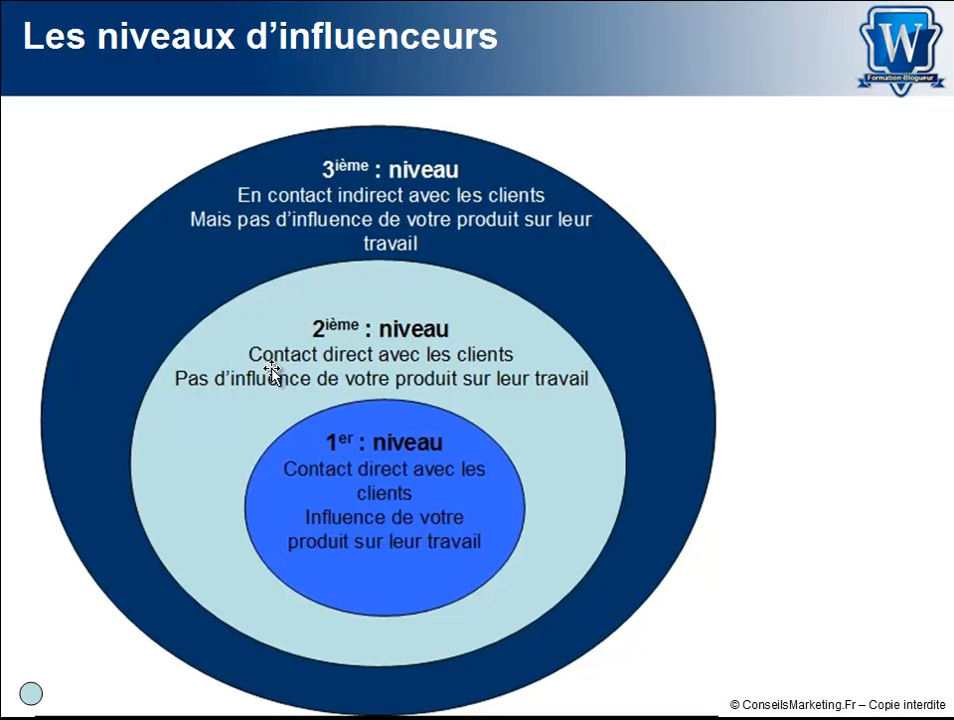 Les niveaux d’influenceurs
W
Formation-Blogueur
3ième : niveau
En contact indirect avec les clients
Mais pas d’influence de votre produit sur leur
travail
2ième : niveau
Contact direct avec les clients
Pas d’influence de votre produit sur leur travail
1er : niveau
Contact direct avec les
clients
Influence de votre
produit sur leur travail
© ConseilsMarketing.Fr – Copie interdite